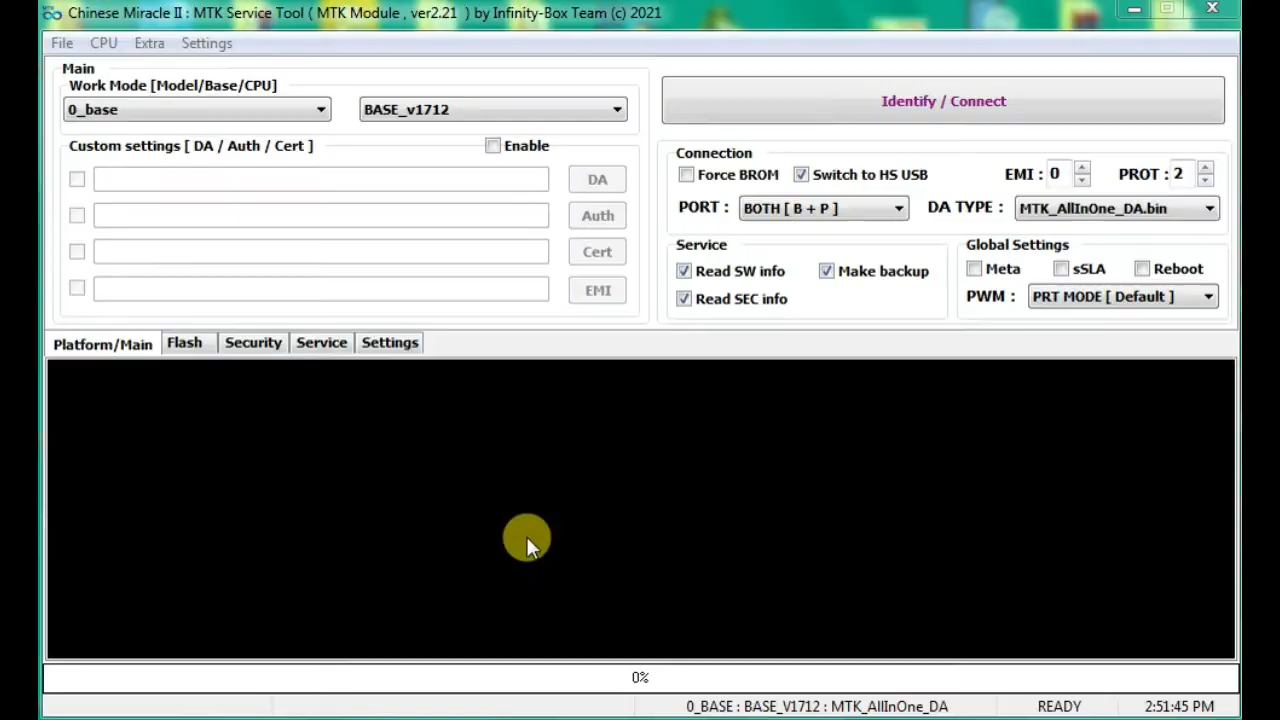 Chinese Miracle II : MTK Service Tool ( MTK Module , ver2.21 ) by Infinity-Box Team (c) 2021
File CPU Extra Settings
Main
Work Mode [Model/Base/CPU]
0_base BASE_v1712
Identify / Connect
Custom settings [ DA / Auth / Cert ] Enable
DA
Auth
Cert
EMI
Connection
Force BROM Switch to HS USB EMI : 0 PROT : 2
PORT : BOTH [ B + P ] DA TYPE : MTK_AllInOne_DA.bin
Service
Read SW info Make backup
Read SEC info
Global Settings
Meta sSLA Reboot
PWM : PRT MODE [ Default ]
Platform/Main Flash Security Service Settings
0%
0_BASE : BASE_V1712 : MTK_AllInOne_DA READY 2:51:45 PM